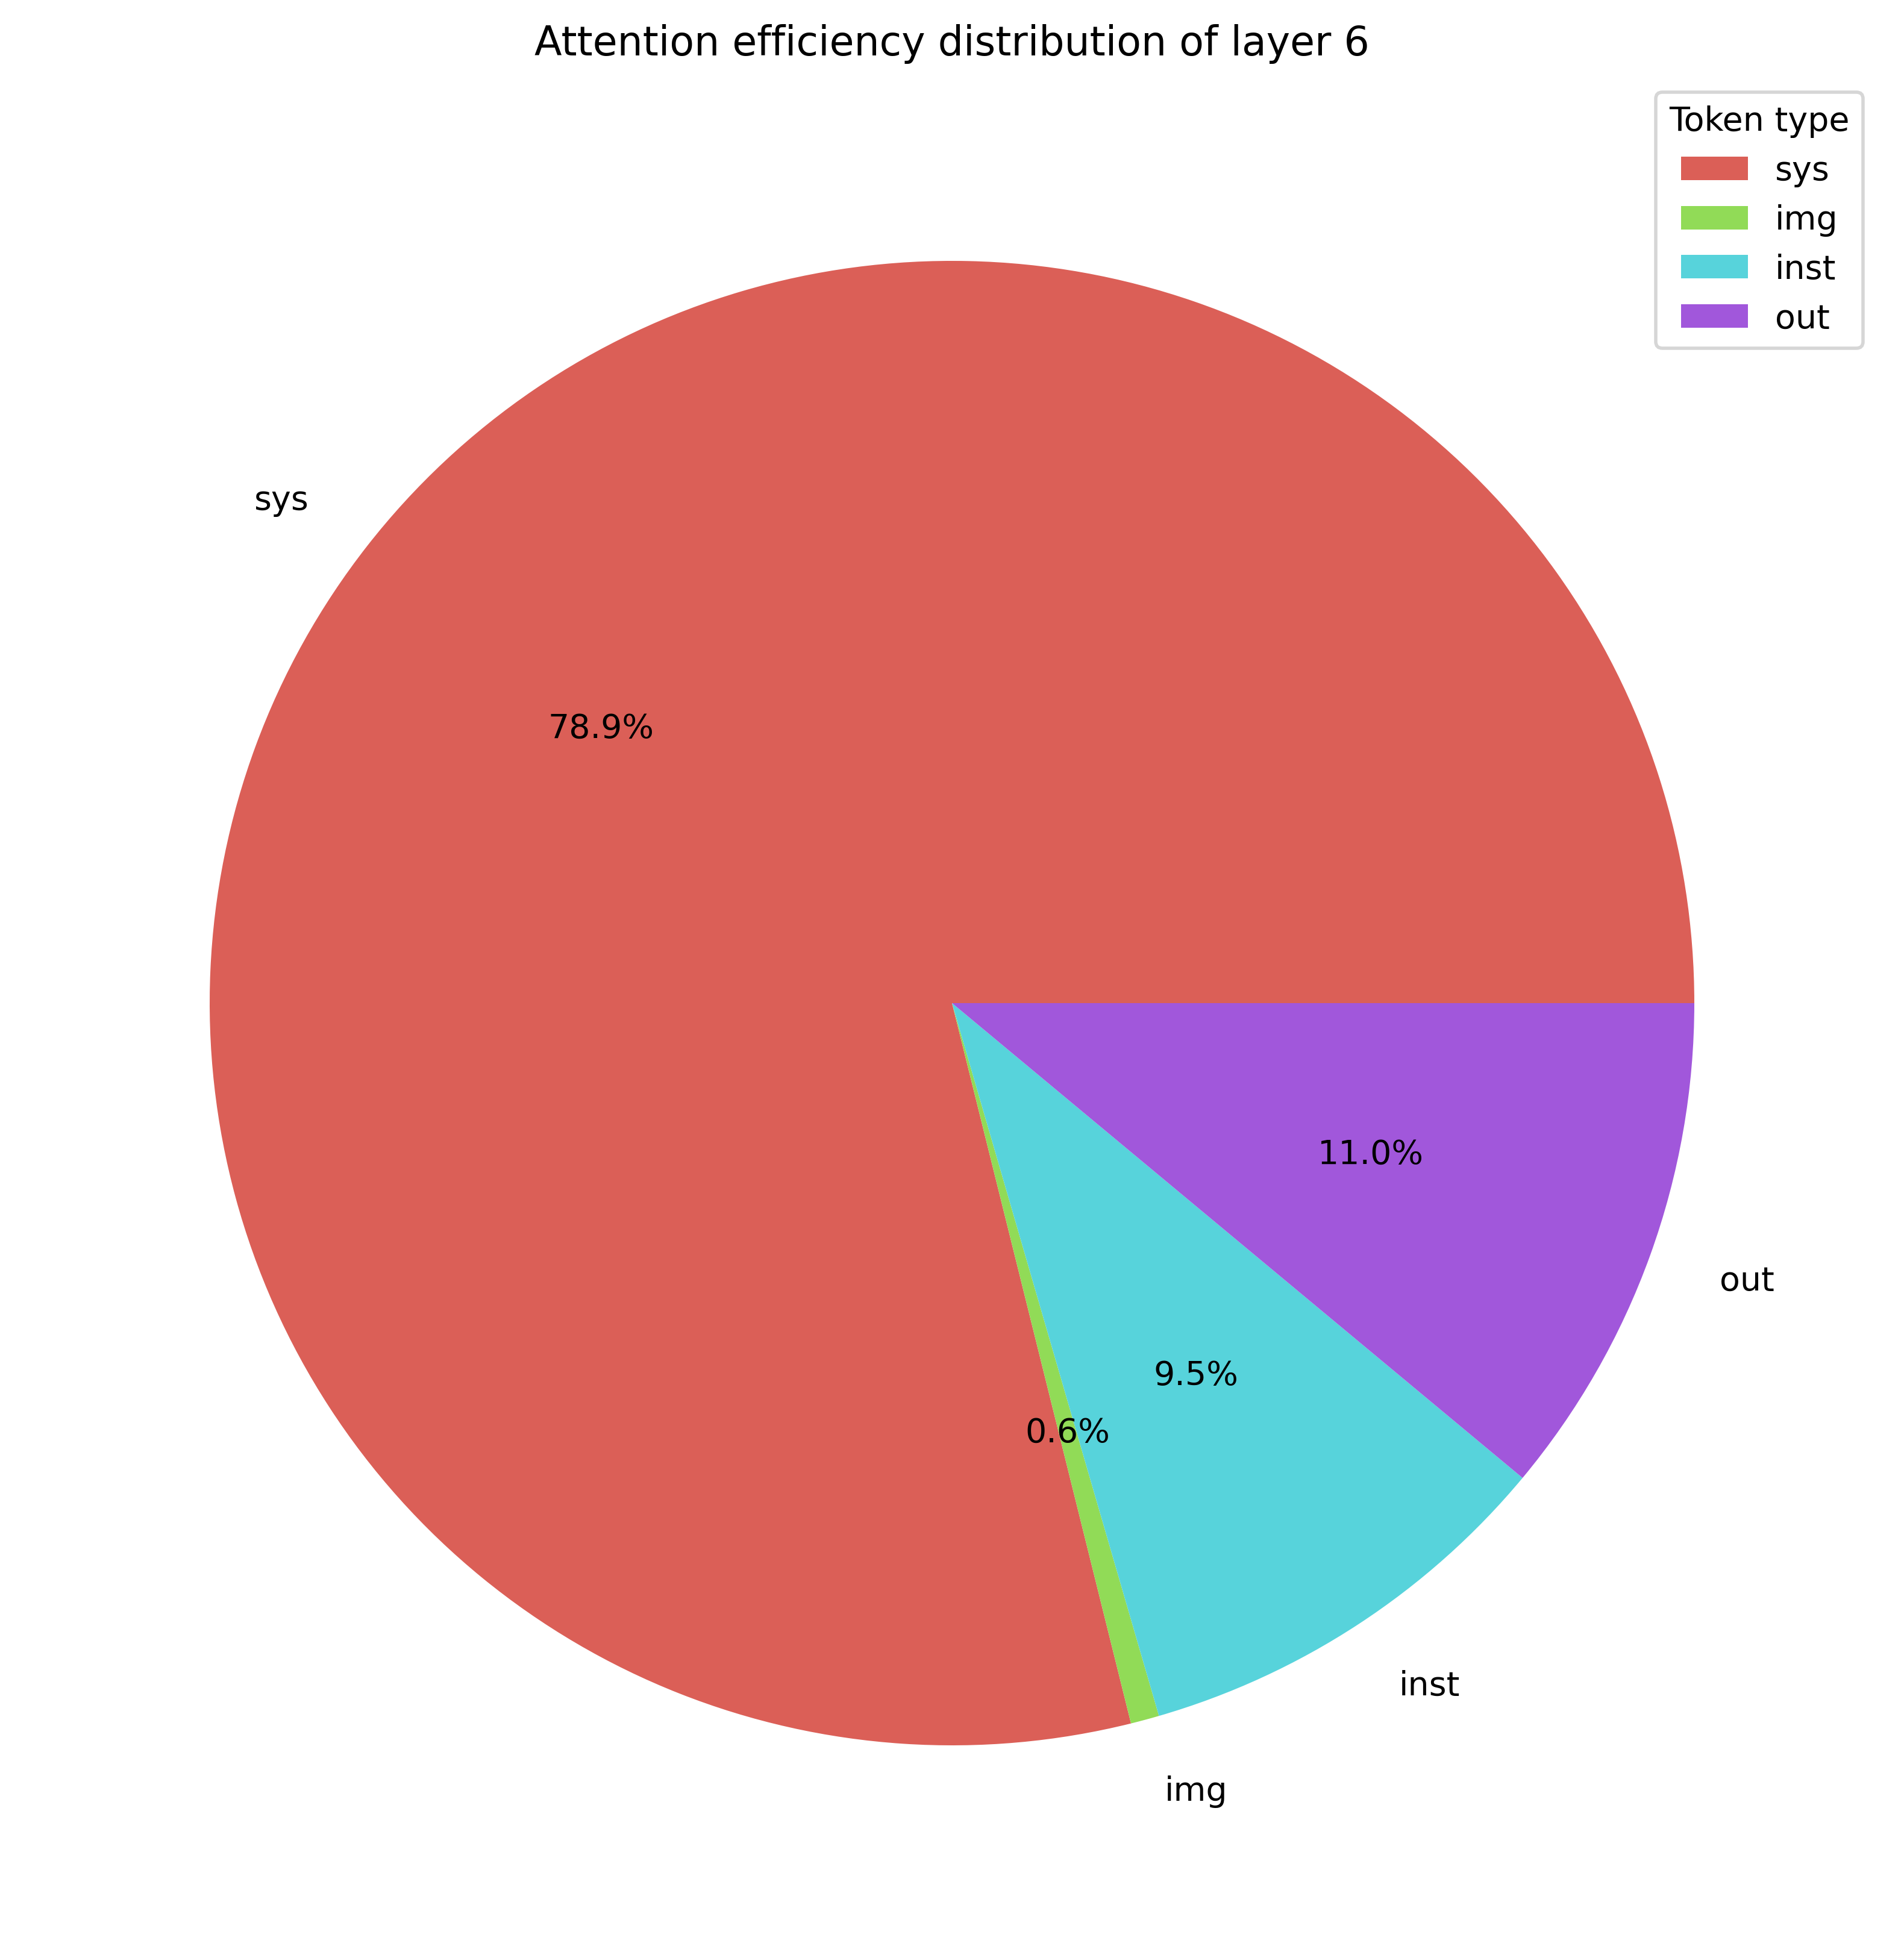 Attention efficiency distribution of layer 6
Token type
sys
img
inst
out
sys
78.9%
11.0%
out
9.5%
0.6%
inst
img